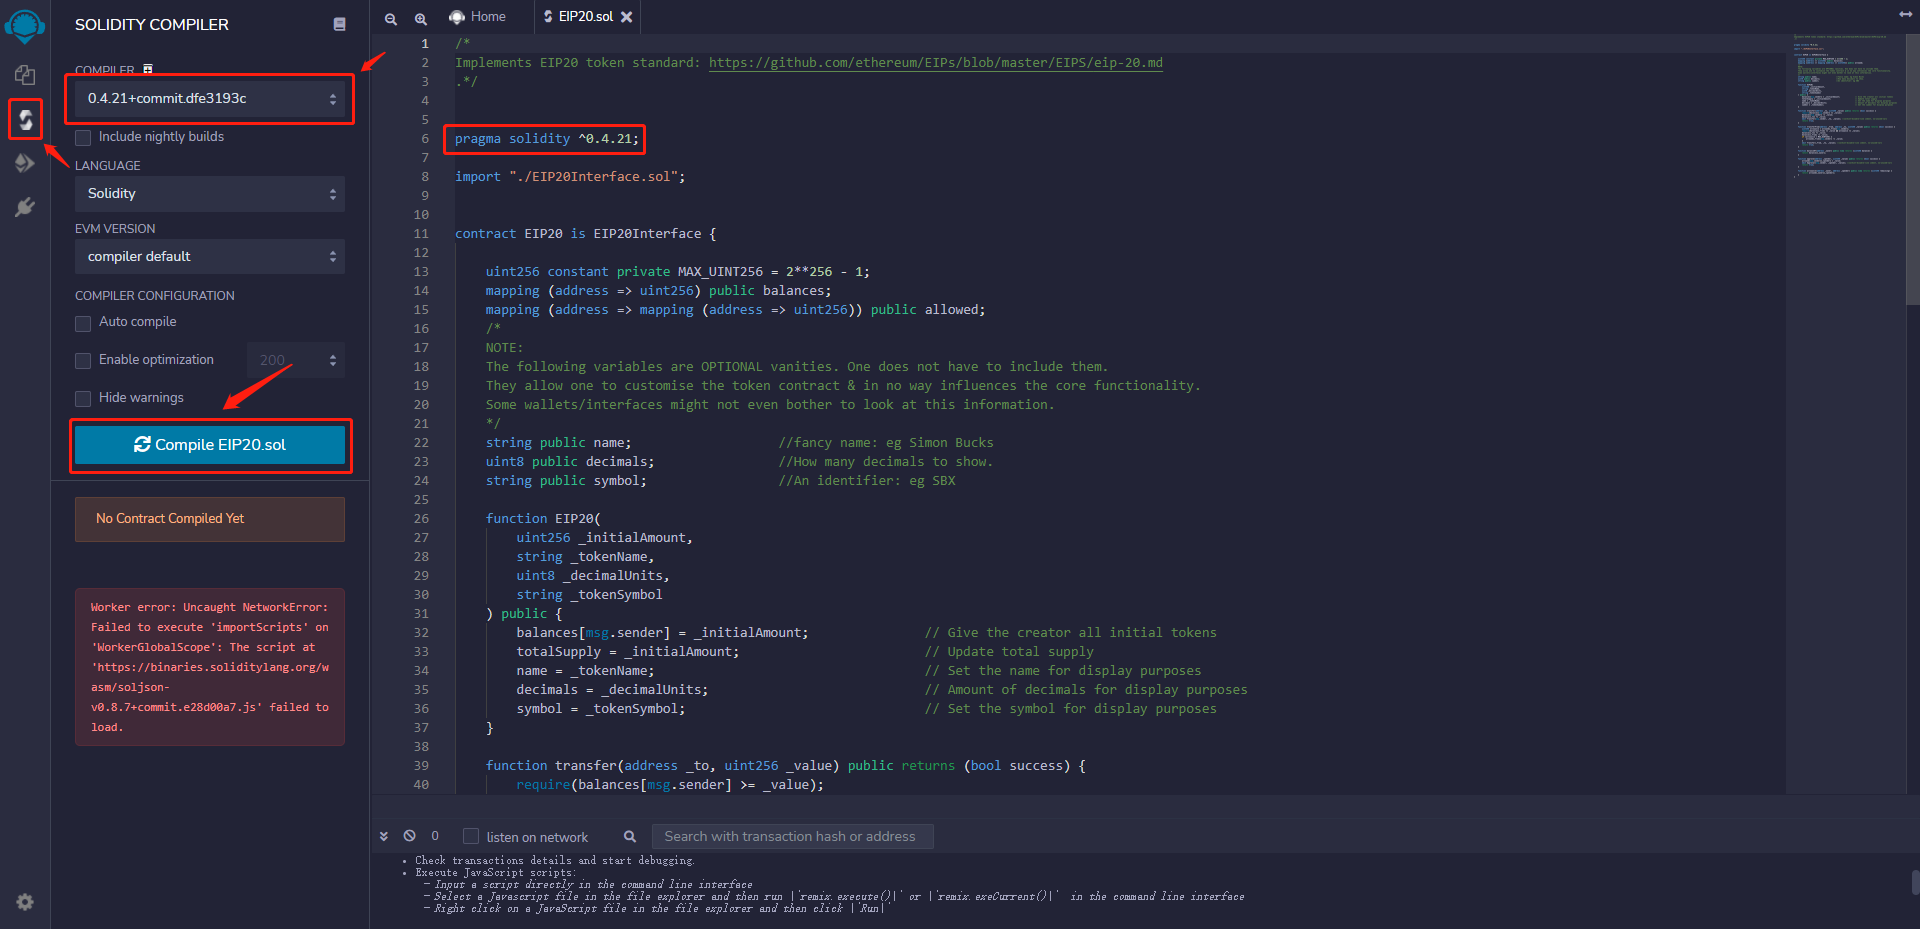 SOLIDITY COMPILER
COMPILER
0.4.21+commit.dfe3193c
Include nightly builds
LANGUAGE
Solidity
EVM VERSION
compiler default
COMPILER CONFIGURATION
Auto compile
Enable optimization
200
Hide warnings
Compile EIP20.sol
No Contract Compiled Yet
Worker error: Uncaught NetworkError:
Failed to execute 'importScripts' on
'WorkerGlobalScope': The script at
'https://binaries.soliditylang.org/w
asm/soljson-
v0.8.7+commit.e28d00a7.js' failed to
load.
Home
EIP20.sol
1 /*
2 Implements EIP20 token standard: https://github.com/ethereum/EIPs/blob/master/EIPS/eip-20.md
3 .*/
4
5
6 pragma solidity ^0.4.21;
7
8 import "./EIP20Interface.sol";
9
10
11 contract EIP20 is EIP20Interface {
12
13 uint256 constant private MAX_UINT256 = 2**256 - 1;
14 mapping (address => uint256) public balances;
15 mapping (address => mapping (address => uint256)) public allowed;
16 /*
17 NOTE:
18 The following variables are OPTIONAL vanities. One does not have to include them.
19 They allow one to customise the token contract & in no way influences the core functionality.
20 Some wallets/interfaces might not even bother to look at this information.
21 */
22 string public name; //fancy name: eg Simon Bucks
23 uint8 public decimals; //How many decimals to show.
24 string public symbol; //An identifier: eg SBX
25
26 function EIP20(
27 uint256 _initialAmount,
28 string _tokenName,
29 uint8 _decimalUnits,
30 string _tokenSymbol
31 ) public {
32 balances[msg.sender] = _initialAmount; // Give the creator all initial tokens
33 totalSupply = _initialAmount; // Update total supply
34 name = _tokenName; // Set the name for display purposes
35 decimals = _decimalUnits; // Amount of decimals for display purposes
36 symbol = _tokenSymbol; // Set the symbol for display purposes
37 }
38
39 function transfer(address _to, uint256 _value) public returns (bool success) {
40 require(balances[msg.sender] >= _value);
0
listen on network
Search with transaction hash or address
• Check transactions details and start debugging.
• Execute JavaScript scripts:
- Input a script directly in the command line interface
- Select a Javascript file in the file explorer and then run |`remix.execute()|` or |`remix.exeCurrent()|` in the command line interface
- Right click on a JavaScript file in the file explorer and then click |`Run|`